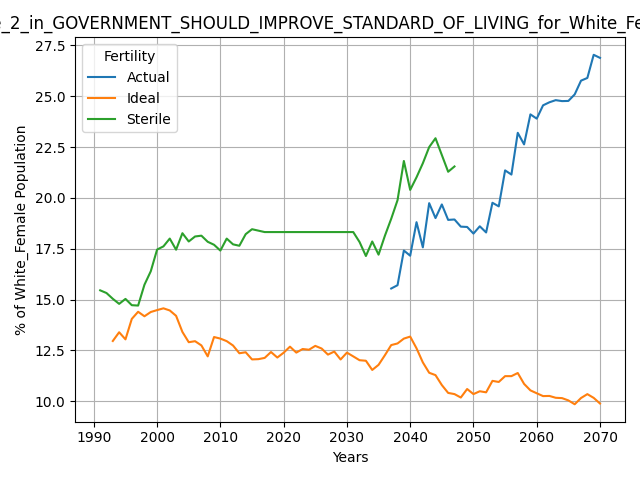 _2_in_GOVERNMENT_SHOULD_IMPROVE_STANDARD_OF_LIVING_for_White_Fe
Fertility
Actual
Ideal
Sterile
% of White_Female Population
27.5
25.0
22.5
20.0
17.5
15.0
12.5
10.0
1990 2000 2010 2020 2030 2040 2050 2060 2070
Years